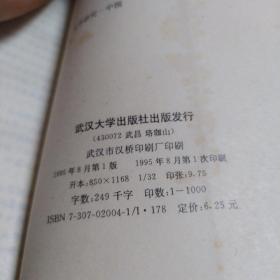 武汉大学出版社出版发行
(430072 武昌 珞珈山)
武汉市汉桥印刷厂印刷
1995年8月第1版 1995年8月第1次印刷
开本:850×1168 1/32 印张:9.75
字数:249千字 印数:1—1000
ISBN 7-307-02004-1/I·178 定价:6.25元